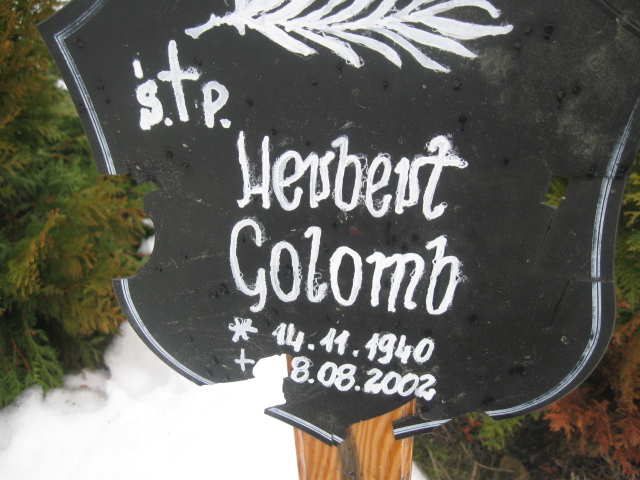 ś.†p.
Herbert
Golomb
* 14.11.1940
+ 8.08.2002